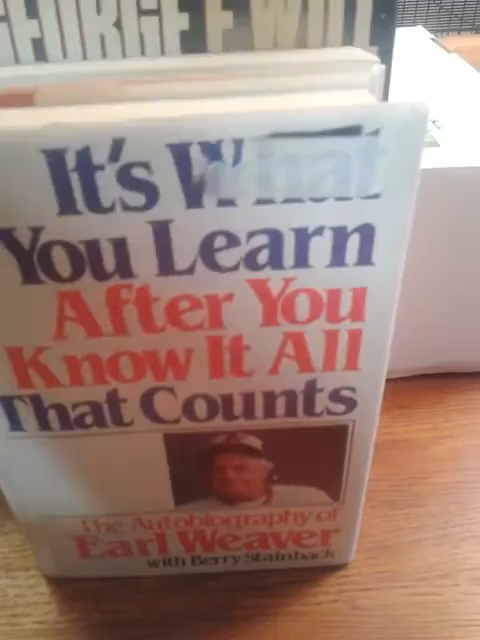 GEORGE F. WILL
It's What
You Learn
After You
Know It All
That Counts
The Autobiography of
Earl Weaver
with Berry Stainback